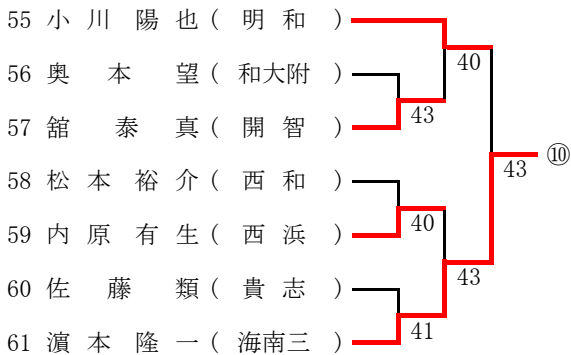 55 小川 陽也 ( 明和 )
40
56 奥本 望 ( 和大附 )
43
57 舘 泰真 ( 開智 )
43 ⑩
58 松本 裕介 ( 西和 )
40
59 内原 有生 ( 西浜 )
43
60 佐藤 類 ( 貴志 )
41
61 濵本 隆一 ( 海南三 )